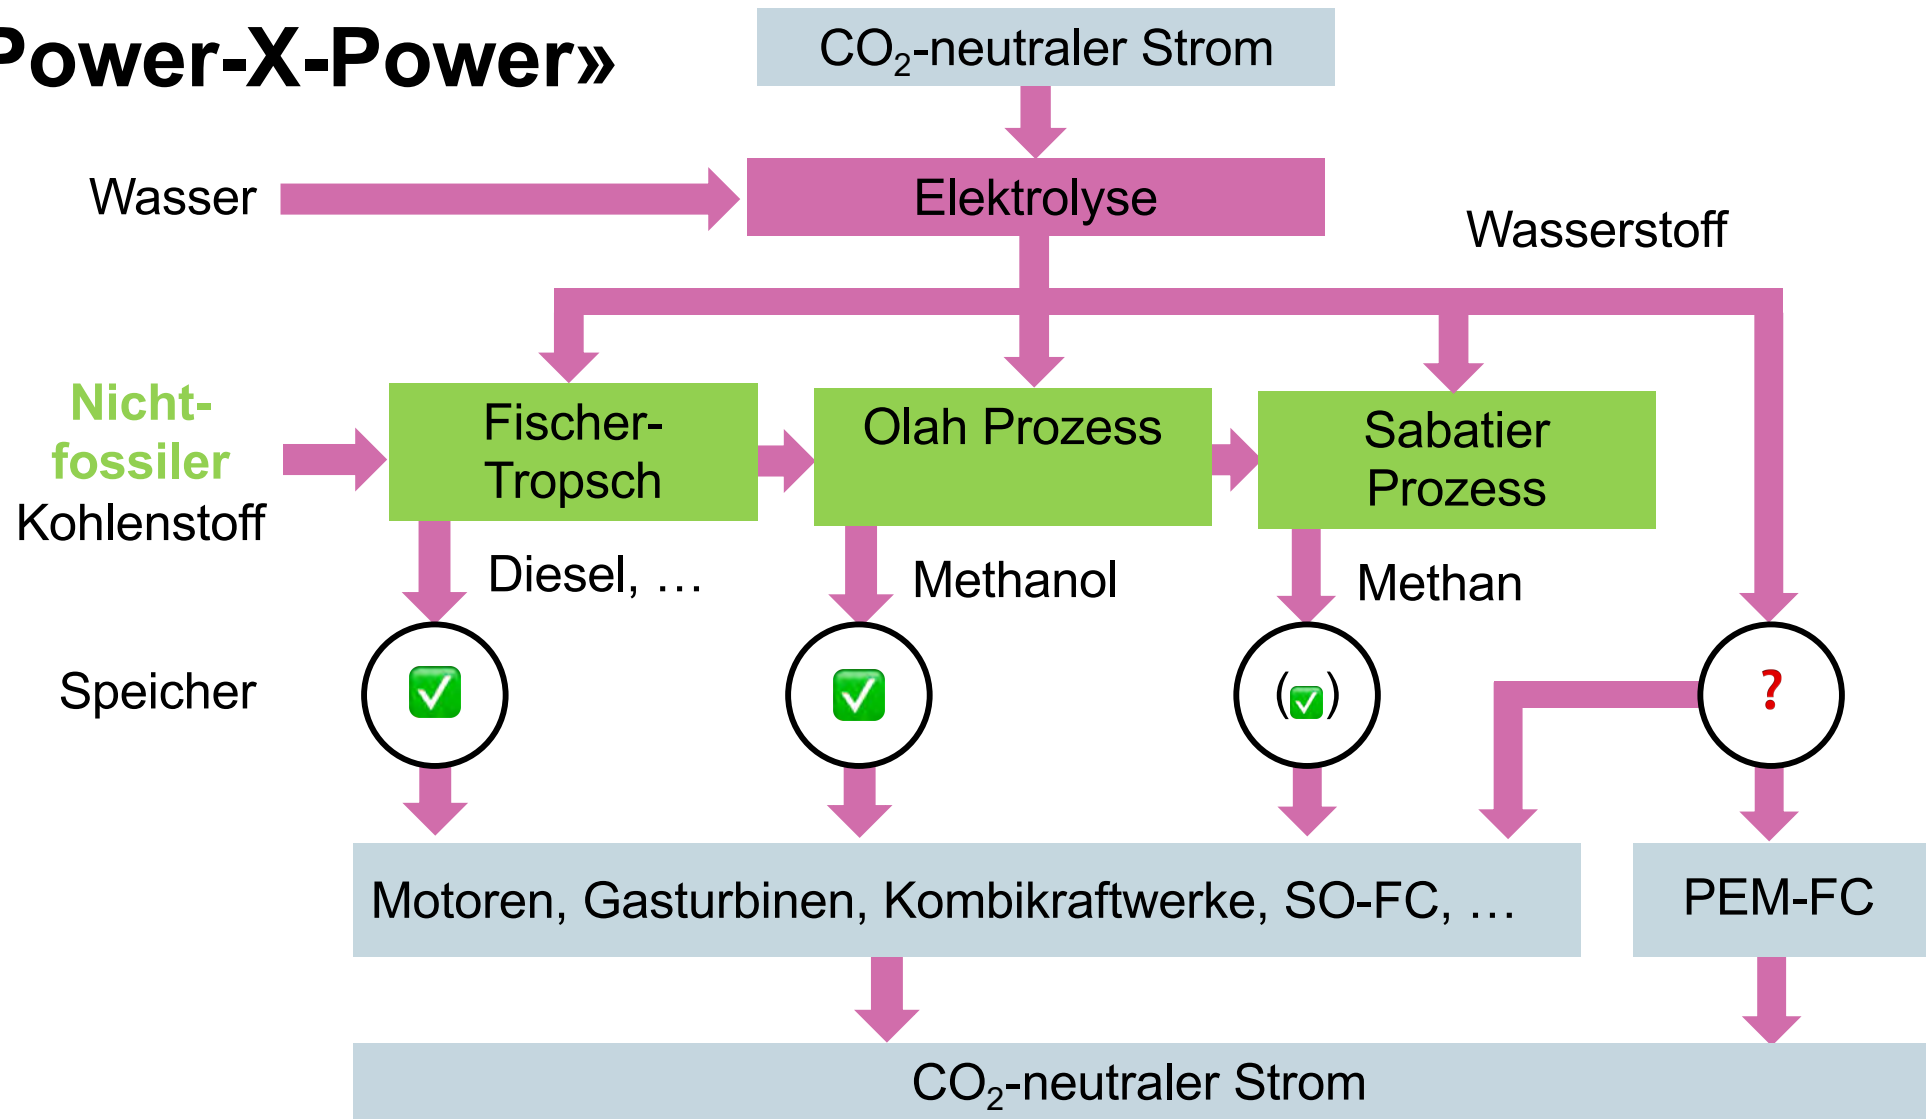 Power-X-Power»
CO₂-neutraler Strom
Wasser
Elektrolyse
Wasserstoff
Nicht-
fossiler
Kohlenstoff
Fischer-
Tropsch
Olah Prozess
Sabatier
Prozess
Diesel, …
Methanol
Methan
Speicher
✅
✅
(✅)
?
Motoren, Gasturbinen, Kombikraftwerke, SO-FC, …
PEM-FC
CO₂-neutraler Strom